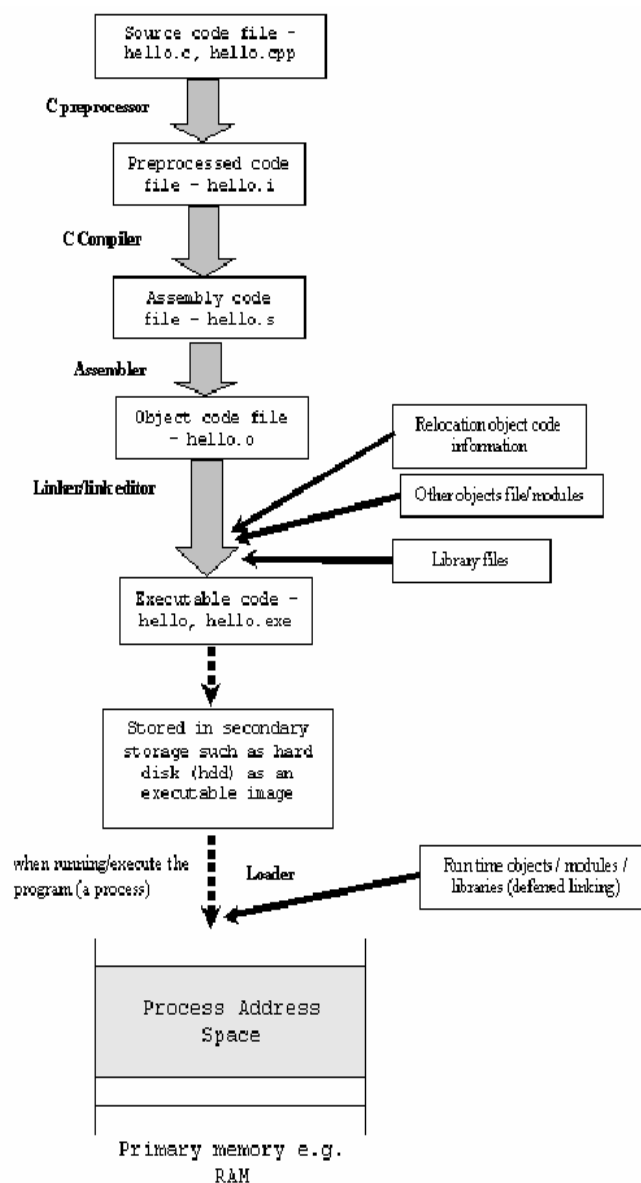 Source code file -
hello.c, hello.cpp
C preprocessor
Preprocessed code
file - hello.i
C Compiler
Assembly code
file - hello.s
Assembler
Object code file
- hello.o
Relocation object code
information
Linker/link editor
Other objects file/modules
Library files
Executable code -
hello, hello.exe
Stored in secondary
storage such as hard
disk (hdd) as an
executable image
when running/execute the
program (a process)
Loader
Run time objects / modules /
libraries (deferred linking)
Process Address
Space
Primary memory e.g.
RAM